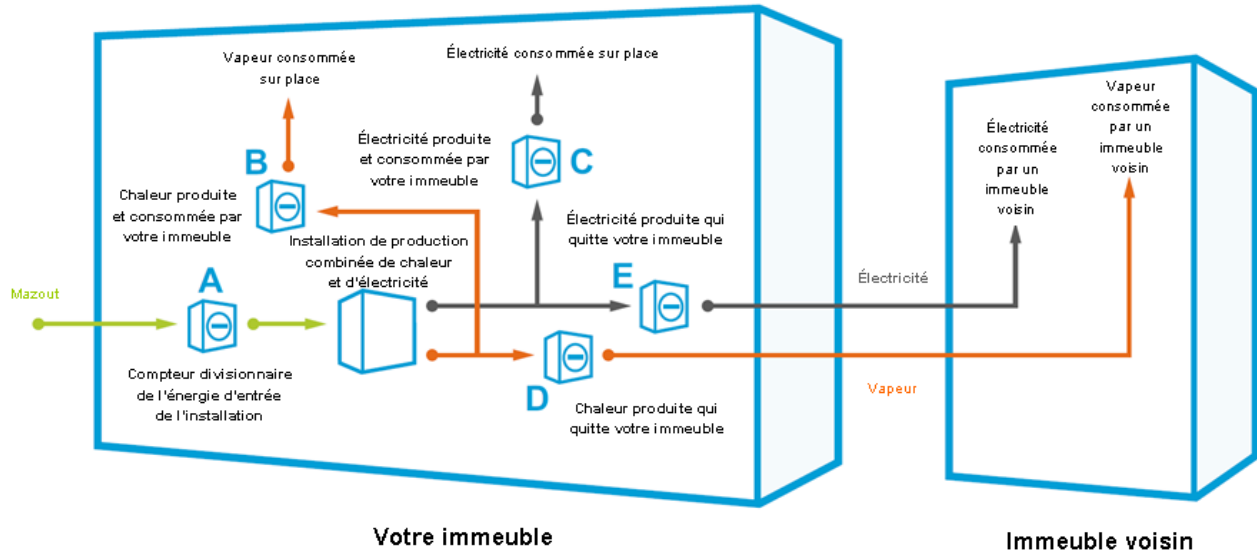 Vapeur consommée
sur place
Électricité consommée sur place
B
Électricité produite
et consommée par
votre immeuble
C
Chaleur produite
et consommée par
votre immeuble
Installation de production
combinée de chaleur
et d'électricité
Électricité produite qui
quitte votre immeuble
Mazout
A
E
Électricité
Compteur divisionnaire
de l'énergie d'entrée
de l'installation
D
Chaleur produite qui
quitte votre immeuble
Vapeur
Électricité
consommée
par un
immeuble
voisin
Vapeur
consommée
par un
immeuble
voisin
Votre immeuble
Immeuble voisin